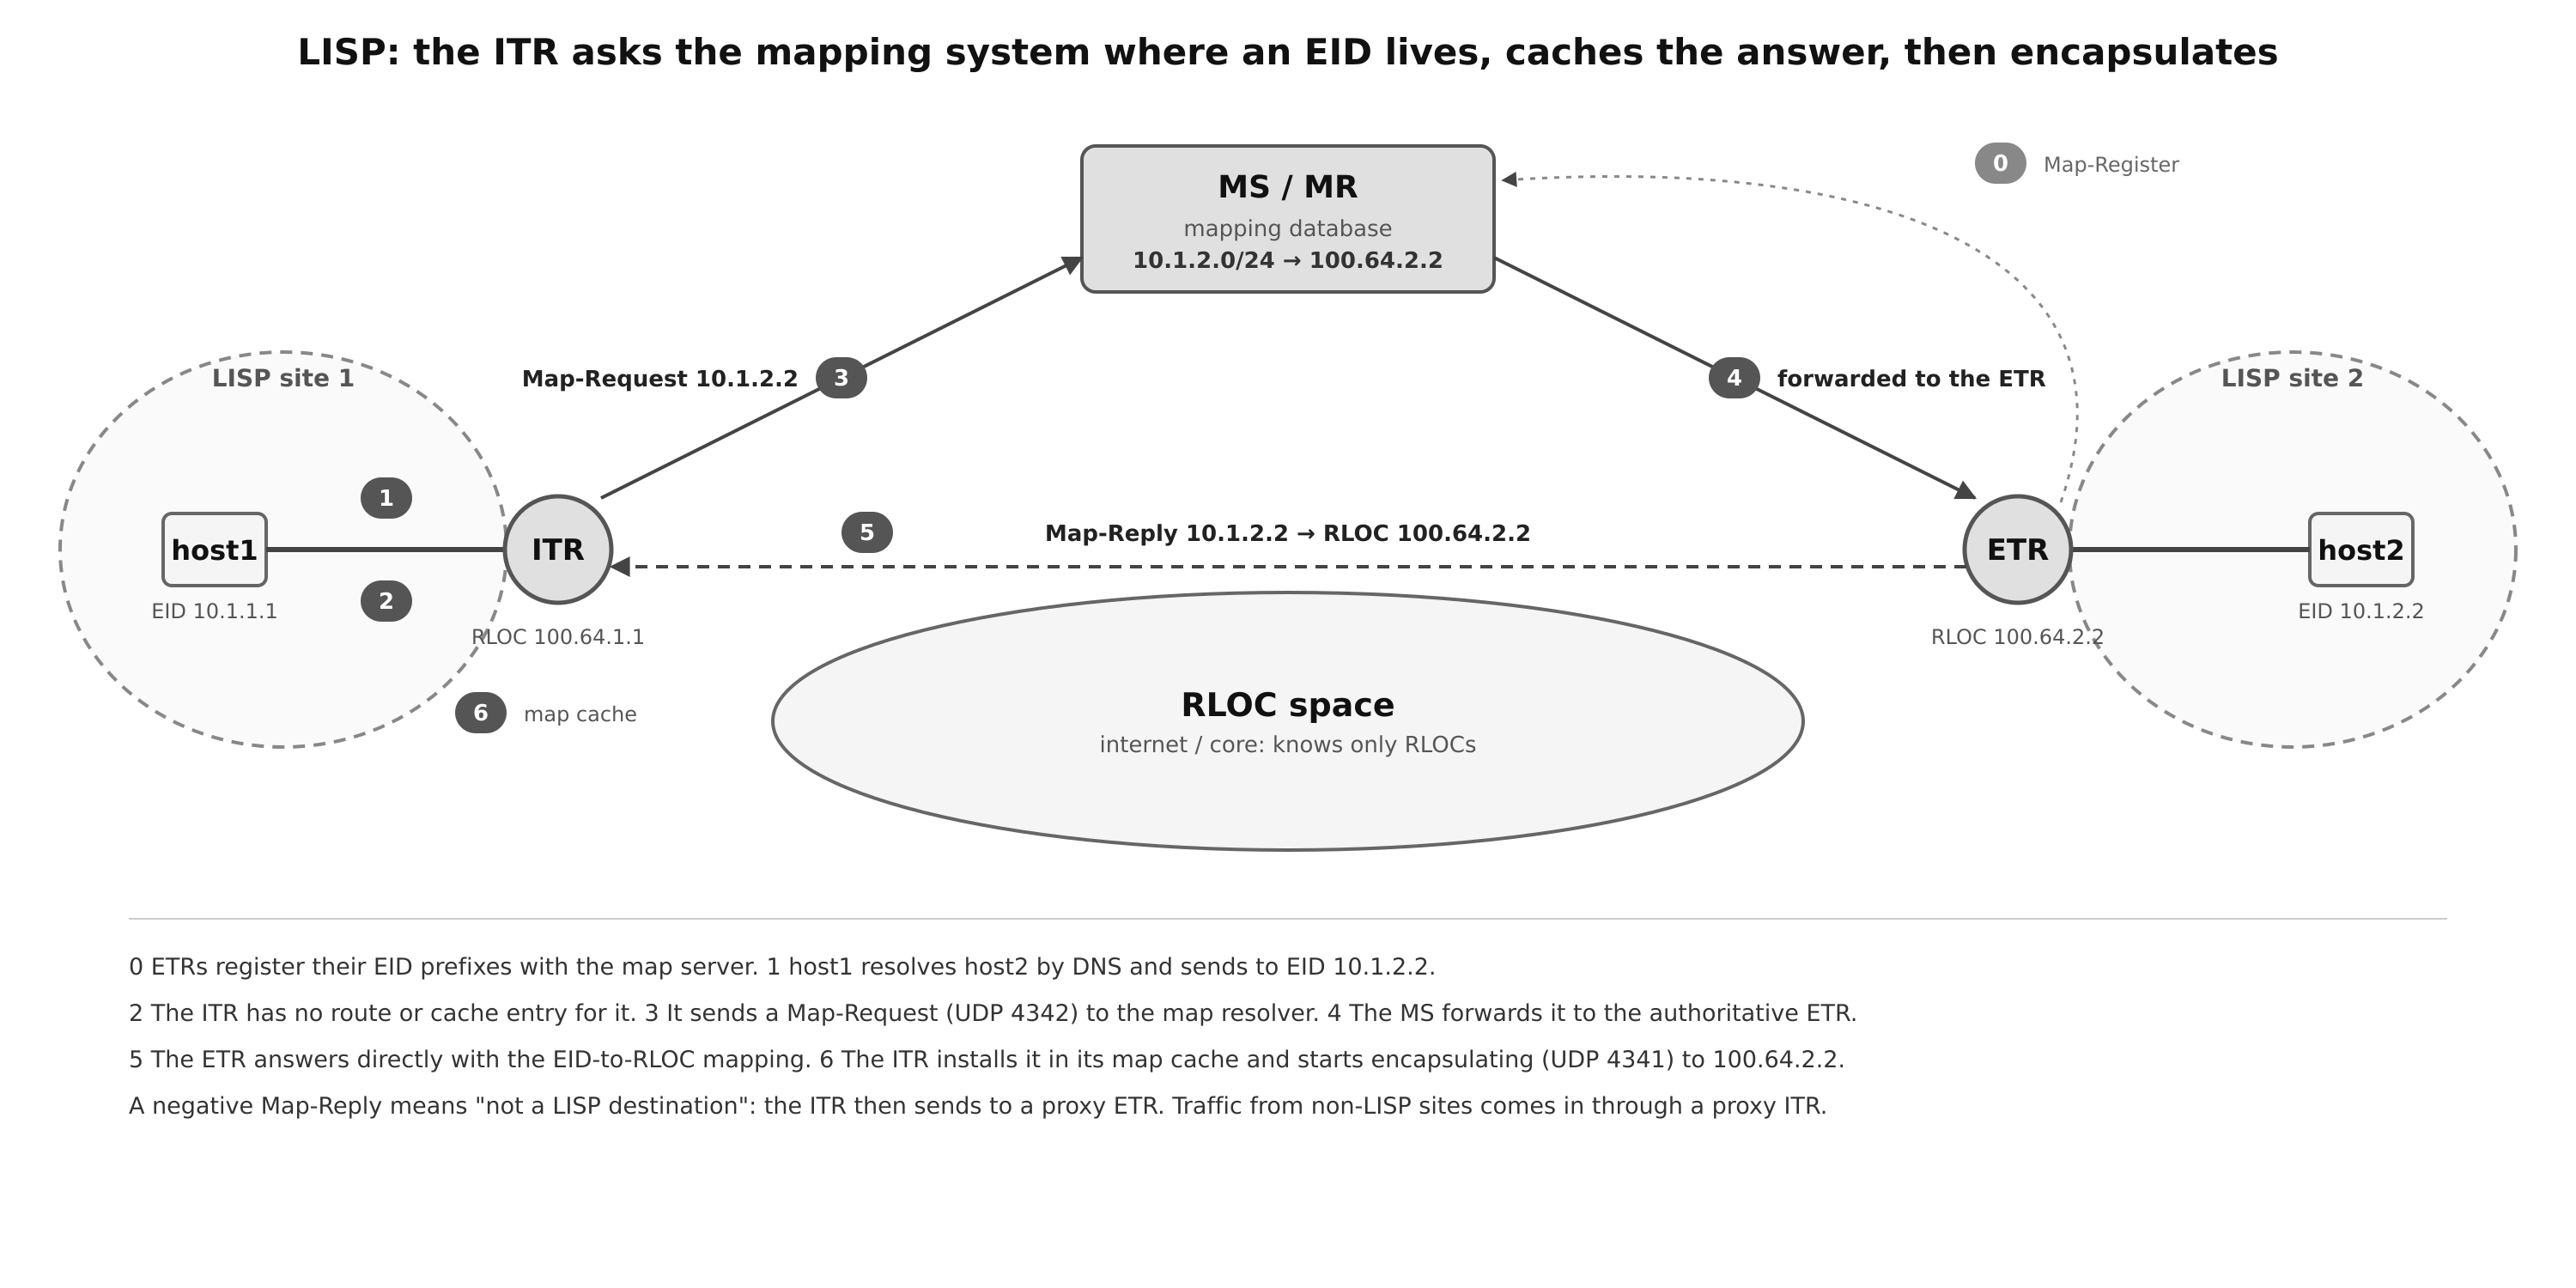 LISP: the ITR asks the mapping system where an EID lives, caches the answer, then encapsulates
0 Map-Register
MS / MR
mapping database
10.1.2.0/24 → 100.64.2.2
LISP site 1
Map-Request 10.1.2.2 3
4 forwarded to the ETR
LISP site 2
1
5 Map-Reply 10.1.2.2 → RLOC 100.64.2.2
host1
ITR
ETR
host2
EID 10.1.1.1
2
EID 10.1.2.2
RLOC 100.64.1.1
RLOC 100.64.2.2
6 map cache
RLOC space
internet / core: knows only RLOCs
0 ETRs register their EID prefixes with the map server. 1 host1 resolves host2 by DNS and sends to EID 10.1.2.2.
2 The ITR has no route or cache entry for it. 3 It sends a Map-Request (UDP 4342) to the map resolver. 4 The MS forwards it to the authoritative ETR.
5 The ETR answers directly with the EID-to-RLOC mapping. 6 The ITR installs it in its map cache and starts encapsulating (UDP 4341) to 100.64.2.2.
A negative Map-Reply means "not a LISP destination": the ITR then sends to a proxy ETR. Traffic from non-LISP sites comes in through a proxy ITR.